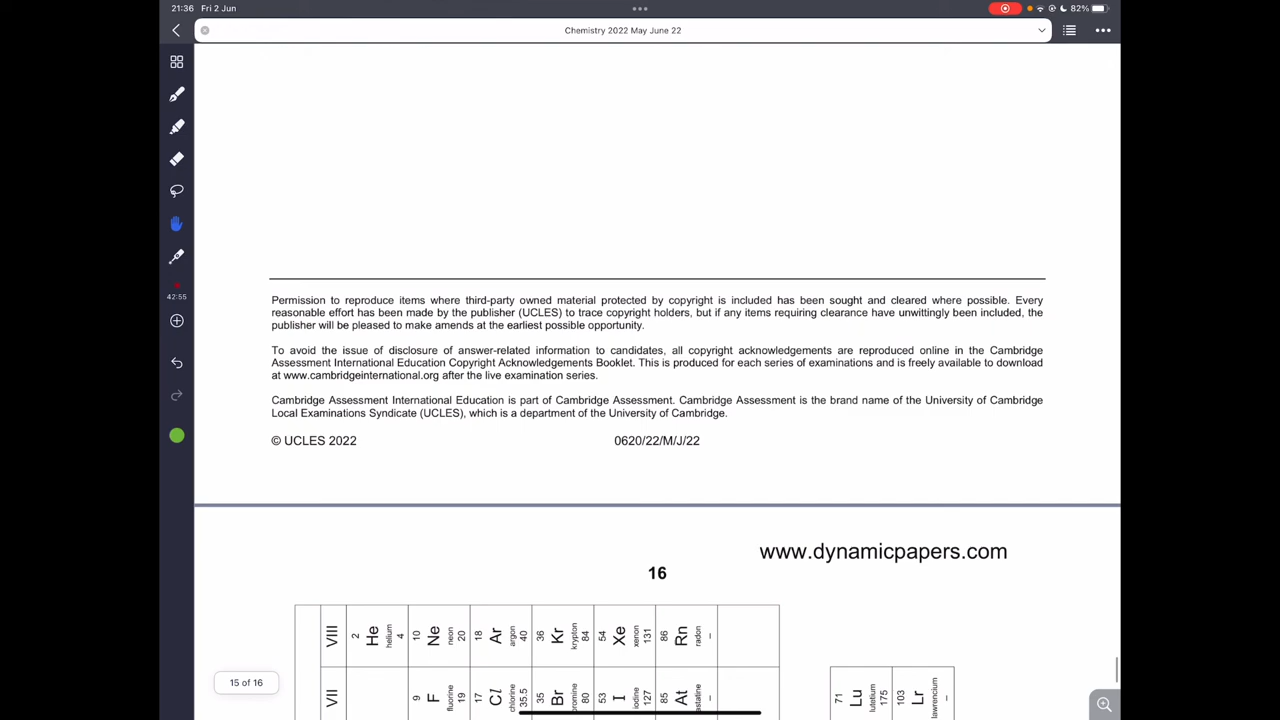 21:36 Fri 2 Jun
82%
Chemistry 2022 May June 22
42:55
Permission to reproduce items where third-party owned material protected by copyright is included has been sought and cleared where possible. Every
reasonable effort has been made by the publisher (UCLES) to trace copyright holders, but if any items requiring clearance have unwittingly been included, the
publisher will be pleased to make amends at the earliest possible opportunity.
To avoid the issue of disclosure of answer-related information to candidates, all copyright acknowledgements are reproduced online in the Cambridge
Assessment International Education Copyright Acknowledgements Booklet. This is produced for each series of examinations and is freely available to download
at www.cambridgeinternational.org after the live examination series.
Cambridge Assessment International Education is part of Cambridge Assessment. Cambridge Assessment is the brand name of the University of Cambridge
Local Examinations Syndicate (UCLES), which is a department of the University of Cambridge.
© UCLES 2022 0620/22/M/J/22
www.dynamicpapers.com
16
VIII
2 He helium 4
10 Ne neon 20
18 Ar argon 40
36 Kr krypton 84
54 Xe xenon 131
86 Rn radon –
VII
9 F fluorine 19
17 Cl chlorine 35.5
35 Br 80
53 I iodine 127
85 At astatine –
71 Lu lutetium 175
103 Lr lawrencium –
15 of 16